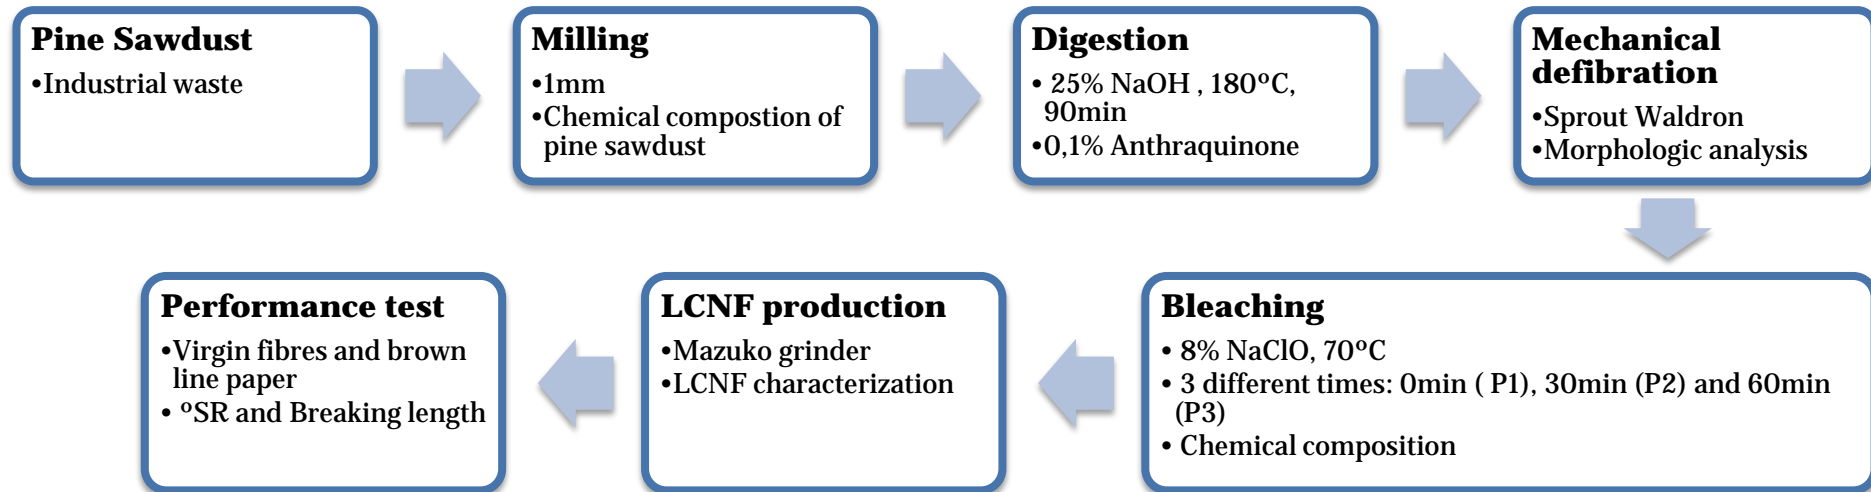 Pine Sawdust
•Industrial waste
Milling
•1mm
•Chemical compostion of
pine sawdust
Digestion
• 25% NaOH , 180ºC,
90min
•0,1% Anthraquinone
Mechanical
defibration
•Sprout Waldron
•Morphologic analysis
Bleaching
• 8% NaClO, 70ºC
• 3 different times: 0min ( P1), 30min (P2) and 60min
(P3)
• Chemical composition
LCNF production
•Mazuko grinder
•LCNF characterization
Performance test
•Virgin fibres and brown
line paper
• ºSR and Breaking length